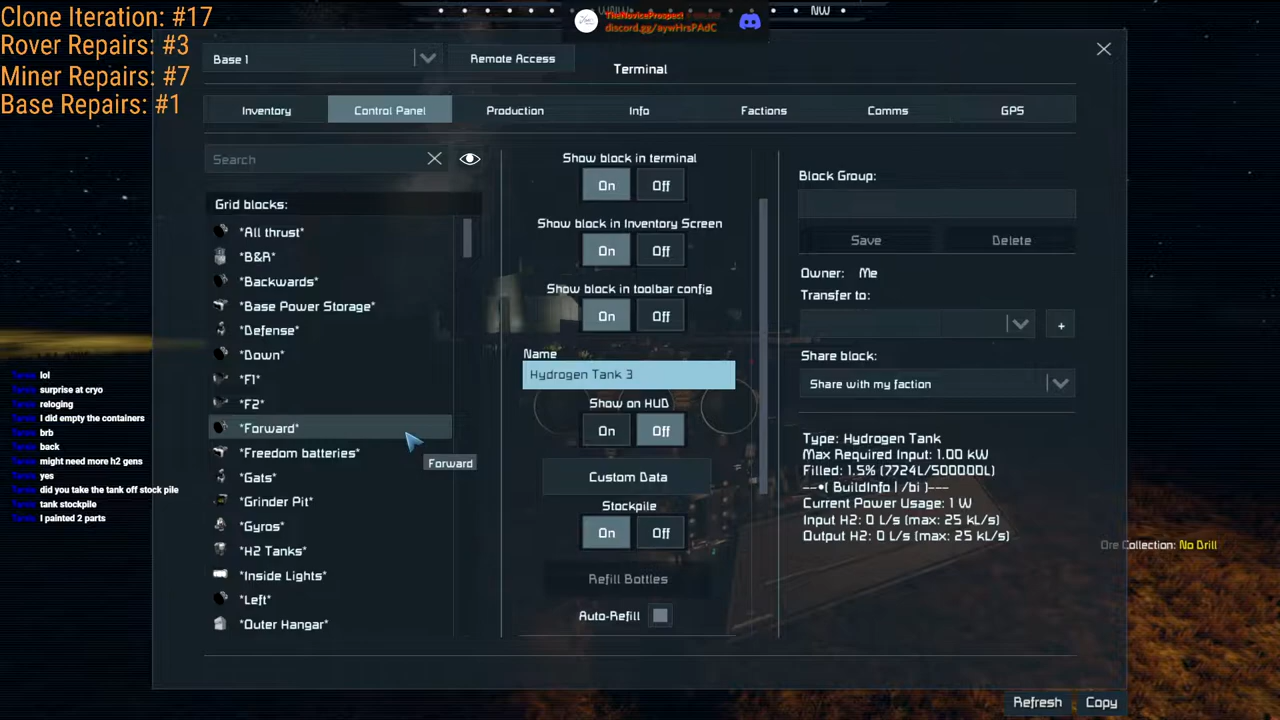 Clone Iteration: #17
Rover Repairs: #3
Miner Repairs: #7
Base Repairs: #1
NW
TheNoviceProspect
discord.gg/aywHrsPAdC
Base 1
Remote Access
Terminal
Inventory
Control Panel
Production
Info
Factions
Comms
GPS
Search
Grid blocks:
*All thrust*
*B&R*
*Backwards*
*Base Power Storage*
*Defense*
*Down*
*F1*
*F2*
*Forward*
*Freedom batteries*
*Gats*
*Grinder Pit*
*Gyros*
*H2 Tanks*
*Inside Lights*
*Left*
*Outer Hangar*
Forward
Show block in terminal
On Off
Show block in Inventory Screen
On Off
Show block in toolbar config
On Off
Name
Hydrogen Tank 3
Show on HUD
On Off
Custom Data
Stockpile
On Off
Refill Bottles
Auto-Refill
Block Group:
Save Delete
Owner: Me
Transfer to:
+
Share block:
Share with my faction
Type: Hydrogen Tank
Max Required Input: 1.00 kW
Filled: 1.5% (7724L/500000L)
---•( BuildInfo | /bi )---
Current Power Usage: 1 W
Input H2: 0 L/s (max: 25 kL/s)
Output H2: 0 L/s (max: 25 kL/s)
Ore Collection: No Drill
lol
surprise at cryo
reloging
I did empty the containers
brb
back
might need more h2 gens
yes
did you take the tank off stock pile
tank stockpile
I painted 2 parts
Refresh
Copy